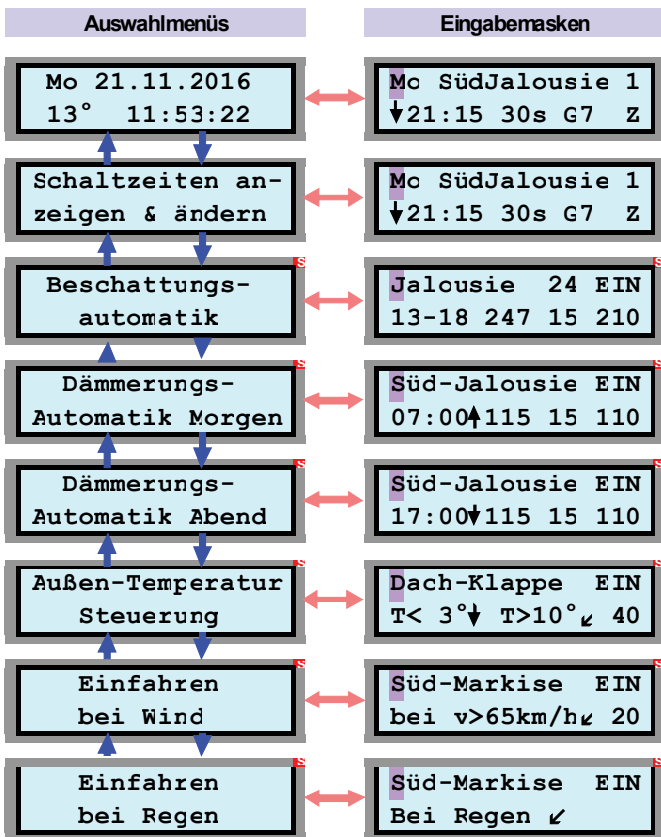 Auswahlmenüs
Eingabemasken
Mo 21.11.2016
13° 11:53:22
Mo SüdJalousie 1
↓21:15 30s G7 Z
Schaltzeiten an-
zeigen & ändern
Mo SüdJalousie 1
↓21:15 30s G7 Z
Beschattungs-
automatik
S
Jalousie 24 EIN
13-18 247 15 210
S
Dämmerungs-
Automatik Morgen
S
Süd-Jalousie EIN
07:00↑115 15 110
S
Dämmerungs-
Automatik Abend
S
Süd-Jalousie EIN
17:00↓115 15 110
S
Außen-Temperatur
Steuerung
S
Dach-Klappe EIN
T< 3°↓ T>10°↙ 40
S
Einfahren
bei Wind
S
Süd-Markise EIN
bei v>65km/h↙ 20
S
Einfahren
bei Regen
S
Süd-Markise EIN
Bei Regen ↙
S